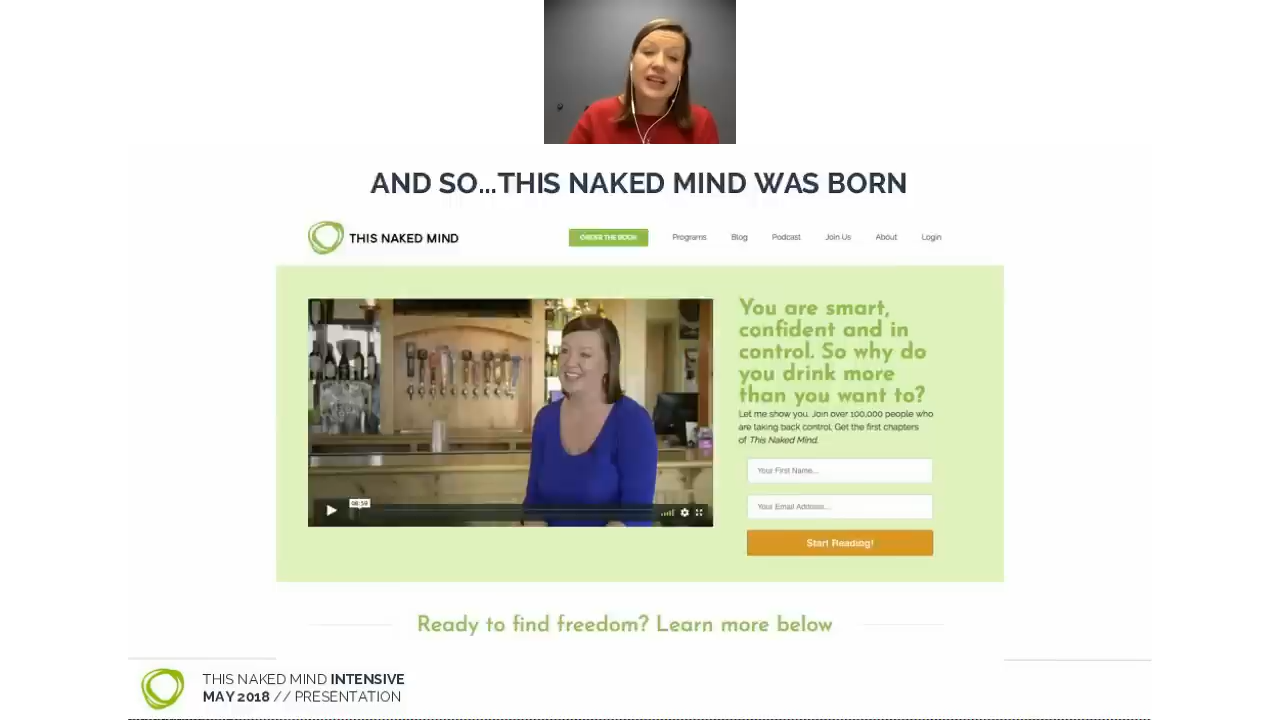 AND SO...THIS NAKED MIND WAS BORN
THIS NAKED MIND
ORDER THE BOOK
Programs
Blog
Podcast
Join Us
About
Login
You are smart,
confident and in
control. So why do
you drink more
than you want to?
Let me show you. Join over 100,000 people who
are taking back control. Get the first chapters
of This Naked Mind.
Your First Name...
Your Email Address...
Start Reading!
08:59
Ready to find freedom? Learn more below
THIS NAKED MIND INTENSIVE
MAY 2018 // PRESENTATION